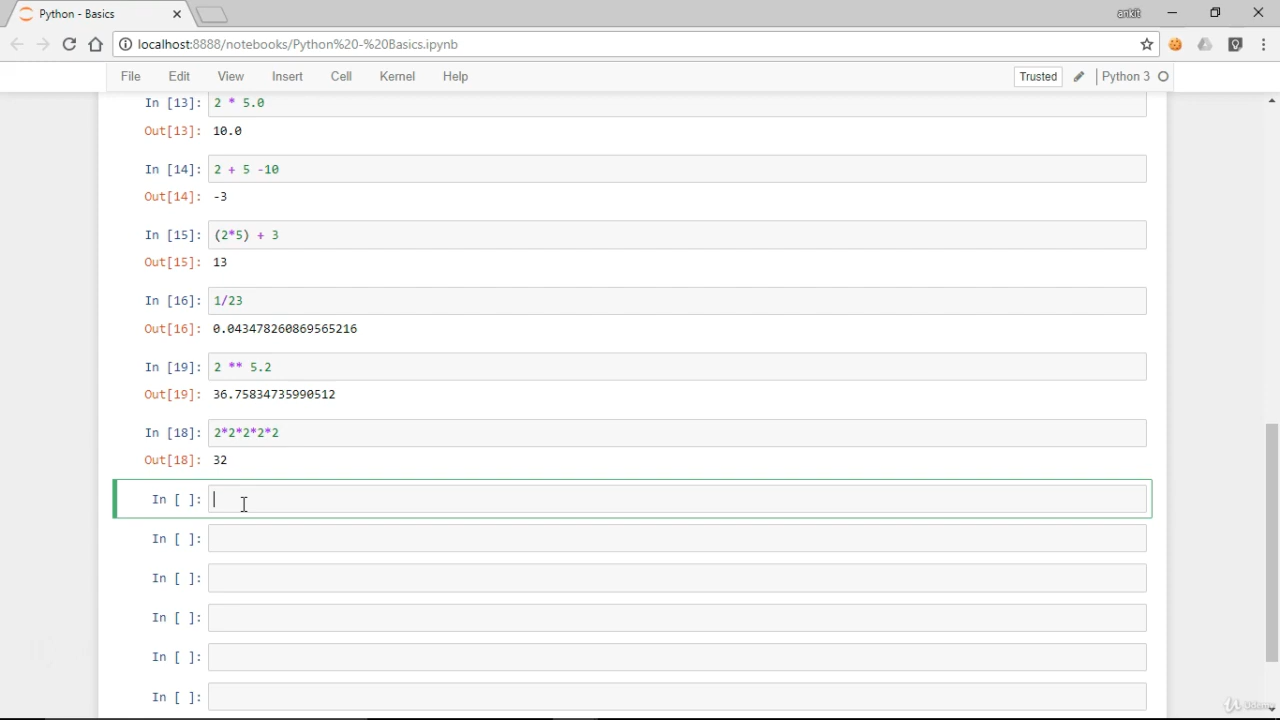 Python - Basics
ankit
localhost:8888/notebooks/Python%20-%20Basics.ipynb
File Edit View Insert Cell Kernel Help Trusted Python 3
In [13]: 2 * 5.0
Out[13]: 10.0
In [14]: 2 + 5 -10
Out[14]: -3
In [15]: (2*5) + 3
Out[15]: 13
In [16]: 1/23
Out[16]: 0.043478260869565216
In [19]: 2 ** 5.2
Out[19]: 36.75834735990512
In [18]: 2*2*2*2*2
Out[18]: 32
In [ ]:
In [ ]:
In [ ]:
In [ ]:
In [ ]:
In [ ]:
Udemy